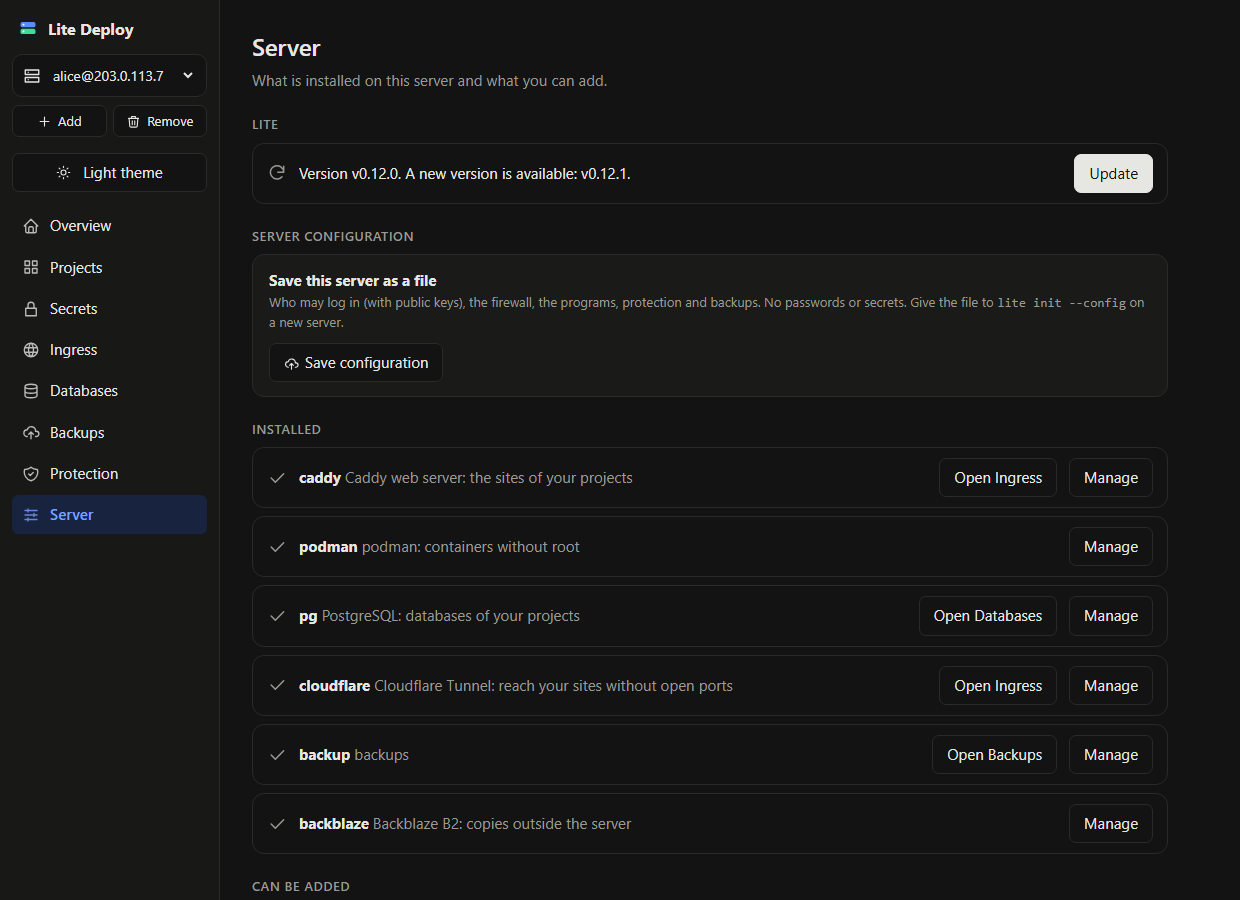 Lite Deploy
alice@203.0.113.7
Add
Remove
Light theme
Overview
Projects
Secrets
Ingress
Databases
Backups
Protection
Server
Server
What is installed on this server and what you can add.
LITE
Version v0.12.0. A new version is available: v0.12.1.
Update
SERVER CONFIGURATION
Save this server as a file
Who may log in (with public keys), the firewall, the programs, protection and backups. No passwords or secrets. Give the file to lite init --config on
a new server.
Save configuration
INSTALLED
caddy Caddy web server: the sites of your projects
Open Ingress
Manage
podman podman: containers without root
Manage
pg PostgreSQL: databases of your projects
Open Databases
Manage
cloudflare Cloudflare Tunnel: reach your sites without open ports
Open Ingress
Manage
backup backups
Open Backups
Manage
backblaze Backblaze B2: copies outside the server
Manage
CAN BE ADDED